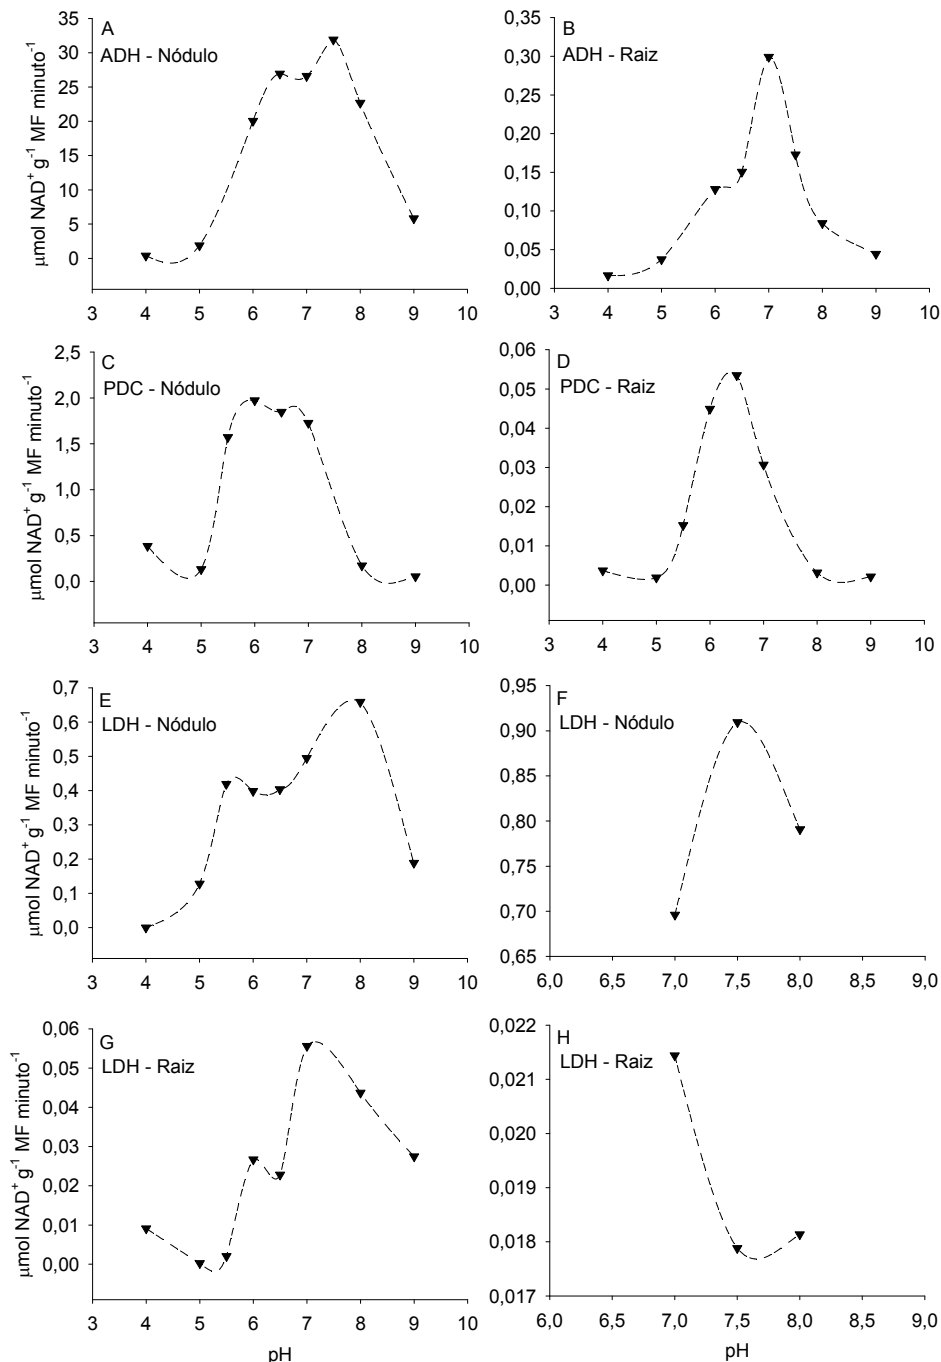 A
ADH - Nódulo
µmol NAD⁺ g⁻¹ MF minuto⁻¹
35
30
25
20
15
10
5
0
3 4 5 6 7 8 9 10
B
ADH - Raiz
0,35
0,30
0,25
0,20
0,15
0,10
0,05
0,00
3 4 5 6 7 8 9 10
C
PDC - Nódulo
µmol NAD⁺ g⁻¹ MF minuto⁻¹
2,5
2,0
1,5
1,0
0,5
0,0
3 4 5 6 7 8 9 10
D
PDC - Raiz
0,06
0,05
0,04
0,03
0,02
0,01
0,00
3 4 5 6 7 8 9 10
E
LDH - Nódulo
µmol NAD⁺ g⁻¹ MF minuto⁻¹
0,7
0,6
0,5
0,4
0,3
0,2
0,1
0,0
3 4 5 6 7 8 9 10
F
LDH - Nódulo
0,95
0,90
0,85
0,80
0,75
0,70
0,65
6,0 6,5 7,0 7,5 8,0 8,5 9,0
G
LDH - Raiz
µmol NAD⁺ g⁻¹ MF minuto⁻¹
0,06
0,05
0,04
0,03
0,02
0,01
0,00
3 4 5 6 7 8 9 10
pH
H
LDH - Raiz
0,022
0,021
0,020
0,019
0,018
0,017
6,0 6,5 7,0 7,5 8,0 8,5 9,0
pH